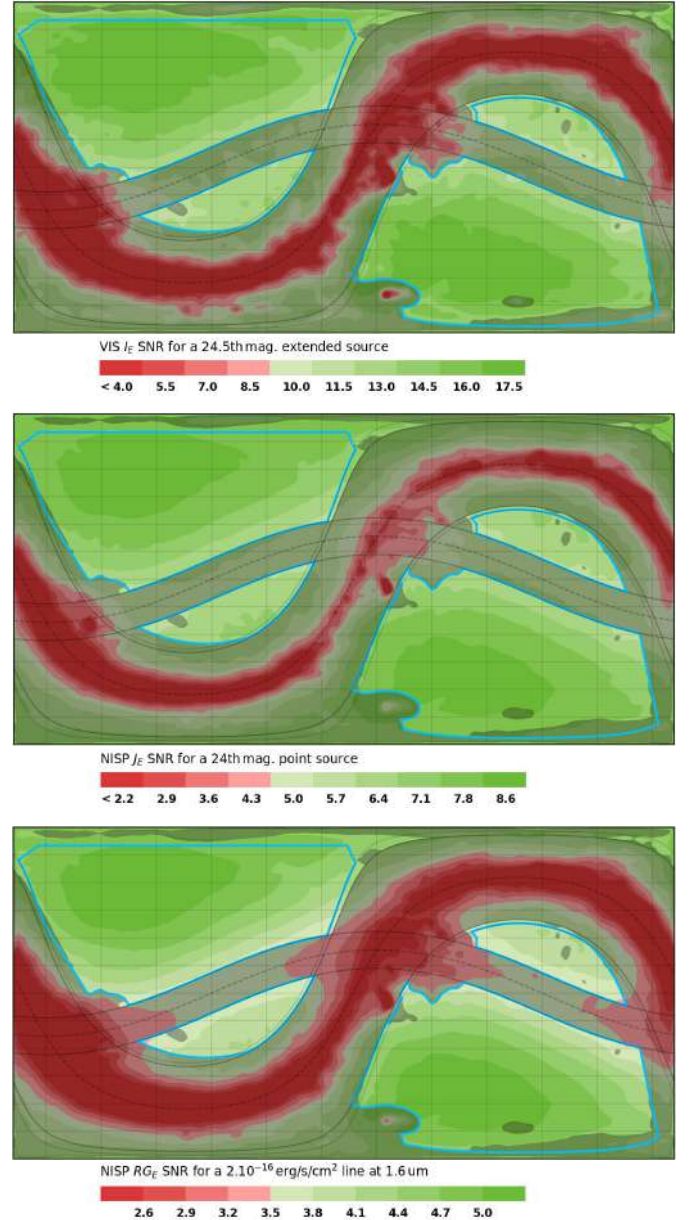 VIS I_E SNR for a 24.5th mag. extended source
< 4.0 5.5 7.0 8.5 10.0 11.5 13.0 14.5 16.0 17.5
NISP J_E SNR for a 24th mag. point source
< 2.2 2.9 3.6 4.3 5.0 5.7 6.4 7.1 7.8 8.6
NISP RG_E SNR for a 2.10⁻¹⁶ erg/s/cm² line at 1.6 um
2.6 2.9 3.2 3.5 3.8 4.1 4.4 4.7 5.0